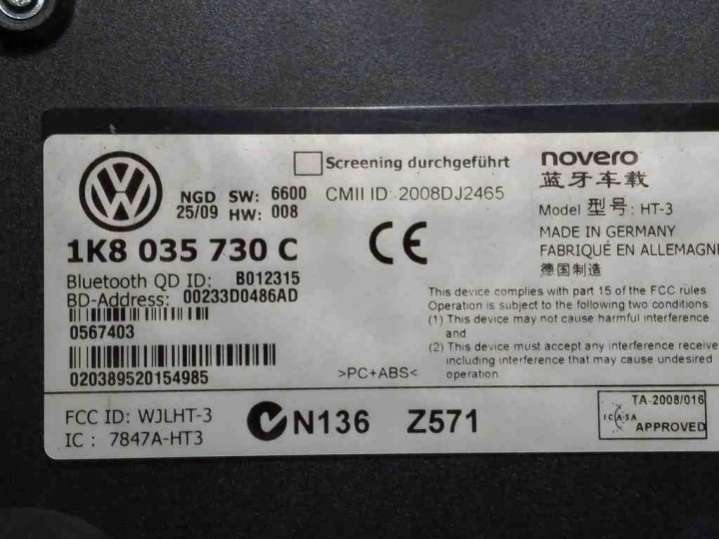 Screening durchgeführt
novero
蓝牙车载
NGD SW: 6600
25/09 HW: 008
CMII ID: 2008DJ2465
Model 型号: HT-3
1K8 035 730 C
CE
MADE IN GERMANY
FABRIQUÉ EN ALLEMAGNE
德国制造
Bluetooth QD ID: B012315
BD-Address: 00233D0486AD
0567403
020389520154985
>PC+ABS<
This device complies with part 15 of the FCC rules
Operation is subject to the following two conditions
(1) This device may not cause harmful interference
and
(2) This device must accept any interference receive
including interference that may cause undesired
operation
FCC ID: WJLHT-3
IC : 7847A-HT3
N136 Z571
TA-2008/016
ICASA
APPROVED